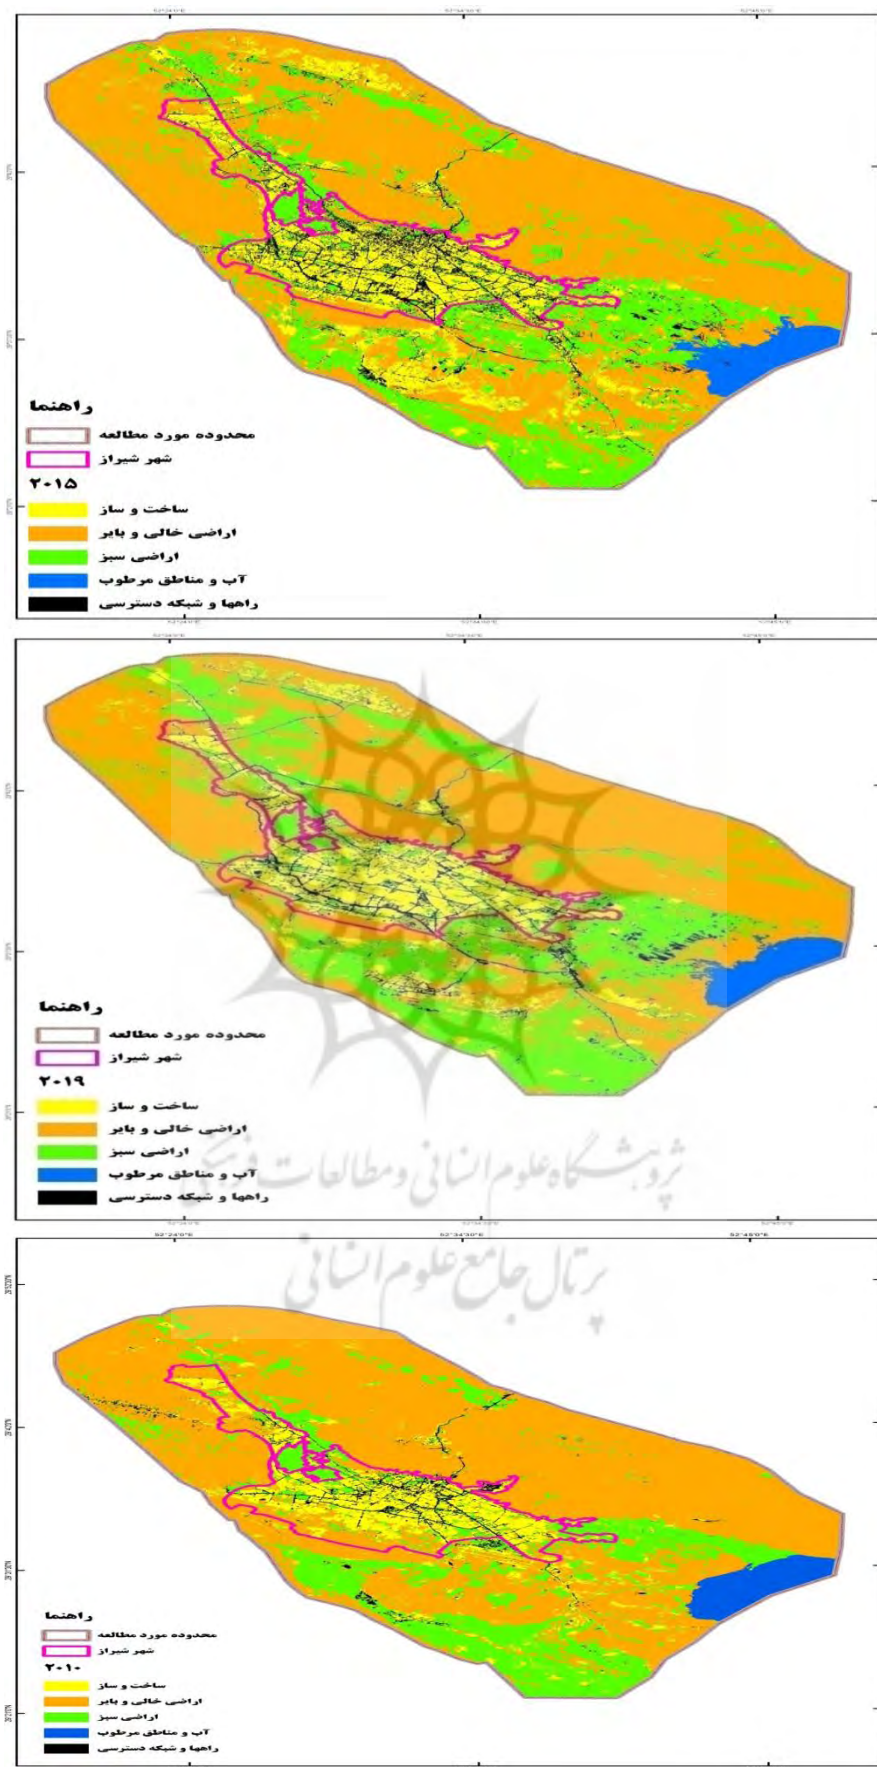 راهنما
محدوده مورد مطالعه
شهر شیراز
۲۰۱۵
ساخت و ساز
اراضی خالی و بایر
اراضی سبز
آب و مناطق مرطوب
راهها و شبکه دسترسی
راهنما
محدوده مورد مطالعه
شهر شیراز
۲۰۱۹
ساخت و ساز
اراضی خالی و بایر
اراضی سبز
آب و مناطق مرطوب
راهها و شبکه دسترسی
پژوهشگاه علوم انسانی و مطالعات فرهنگی
52°24'0"E
پرتال جامع علوم انسانی
راهنما
محدوده مورد مطالعه
شهر شیراز
۲۰۱۰
ساخت و ساز
اراضی خالی و بایر
اراضی سبز
آب و مناطق مرطوب
راهها و شبکه دسترسی